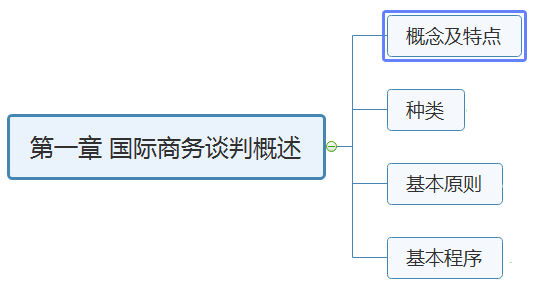 第一章 国际商务谈判概述
概念及特点
种类
基本原则
基本程序